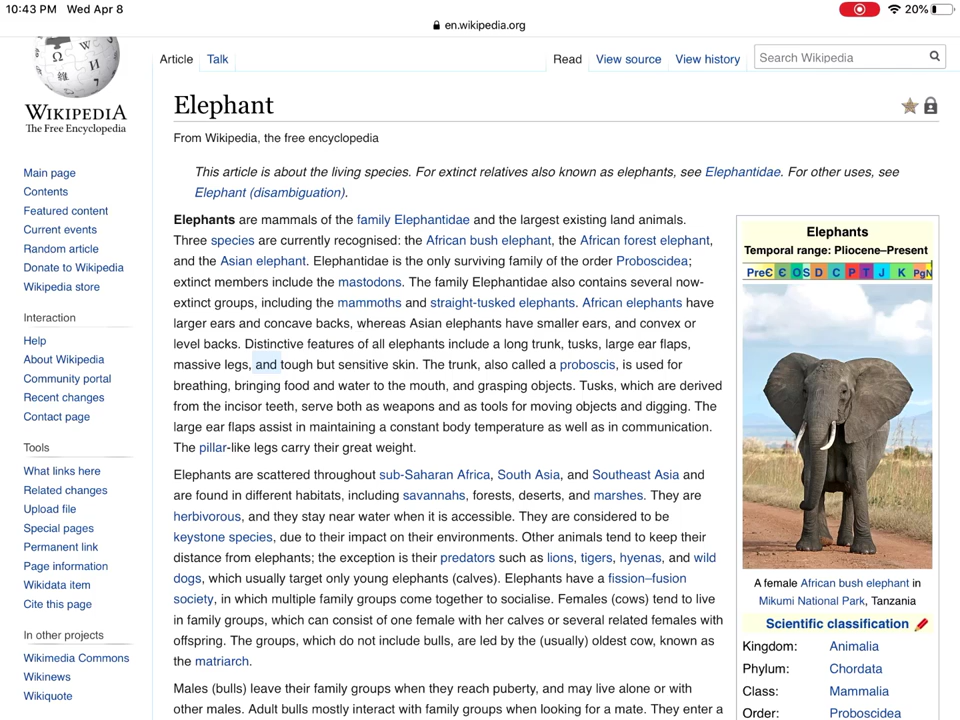 10:43 PM Wed Apr 8
20%
en.wikipedia.org
Article Talk
Read View source View history
Search Wikipedia
WIKIPEDIA
The Free Encyclopedia
Main page
Contents
Featured content
Current events
Random article
Donate to Wikipedia
Wikipedia store
Interaction
Help
About Wikipedia
Community portal
Recent changes
Contact page
Tools
What links here
Related changes
Upload file
Special pages
Permanent link
Page information
Wikidata item
Cite this page
In other projects
Wikimedia Commons
Wikinews
Wikiquote
Elephant
From Wikipedia, the free encyclopedia
This article is about the living species. For extinct relatives also known as elephants, see Elephantidae. For other uses, see
Elephant (disambiguation).
Elephants are mammals of the family Elephantidae and the largest existing land animals.
Three species are currently recognised: the African bush elephant, the African forest elephant,
and the Asian elephant. Elephantidae is the only surviving family of the order Proboscidea;
extinct members include the mastodons. The family Elephantidae also contains several now-
extinct groups, including the mammoths and straight-tusked elephants. African elephants have
larger ears and concave backs, whereas Asian elephants have smaller ears, and convex or
level backs. Distinctive features of all elephants include a long trunk, tusks, large ear flaps,
massive legs, and tough but sensitive skin. The trunk, also called a proboscis, is used for
breathing, bringing food and water to the mouth, and grasping objects. Tusks, which are derived
from the incisor teeth, serve both as weapons and as tools for moving objects and digging. The
large ear flaps assist in maintaining a constant body temperature as well as in communication.
The pillar-like legs carry their great weight.
Elephants are scattered throughout sub-Saharan Africa, South Asia, and Southeast Asia and
are found in different habitats, including savannahs, forests, deserts, and marshes. They are
herbivorous, and they stay near water when it is accessible. They are considered to be
keystone species, due to their impact on their environments. Other animals tend to keep their
distance from elephants; the exception is their predators such as lions, tigers, hyenas, and wild
dogs, which usually target only young elephants (calves). Elephants have a fission–fusion
society, in which multiple family groups come together to socialise. Females (cows) tend to live
in family groups, which can consist of one female with her calves or several related females with
offspring. The groups, which do not include bulls, are led by the (usually) oldest cow, known as
the matriarch.
Males (bulls) leave their family groups when they reach puberty, and may live alone or with
other males. Adult bulls mostly interact with family groups when looking for a mate. They enter a
Elephants
Temporal range: Pliocene–Present
PreЄ Є O S D C P T J K PgN
A female African bush elephant in
Mikumi National Park, Tanzania
Scientific classification
Kingdom: Animalia
Phylum: Chordata
Class: Mammalia
Order: Proboscidea